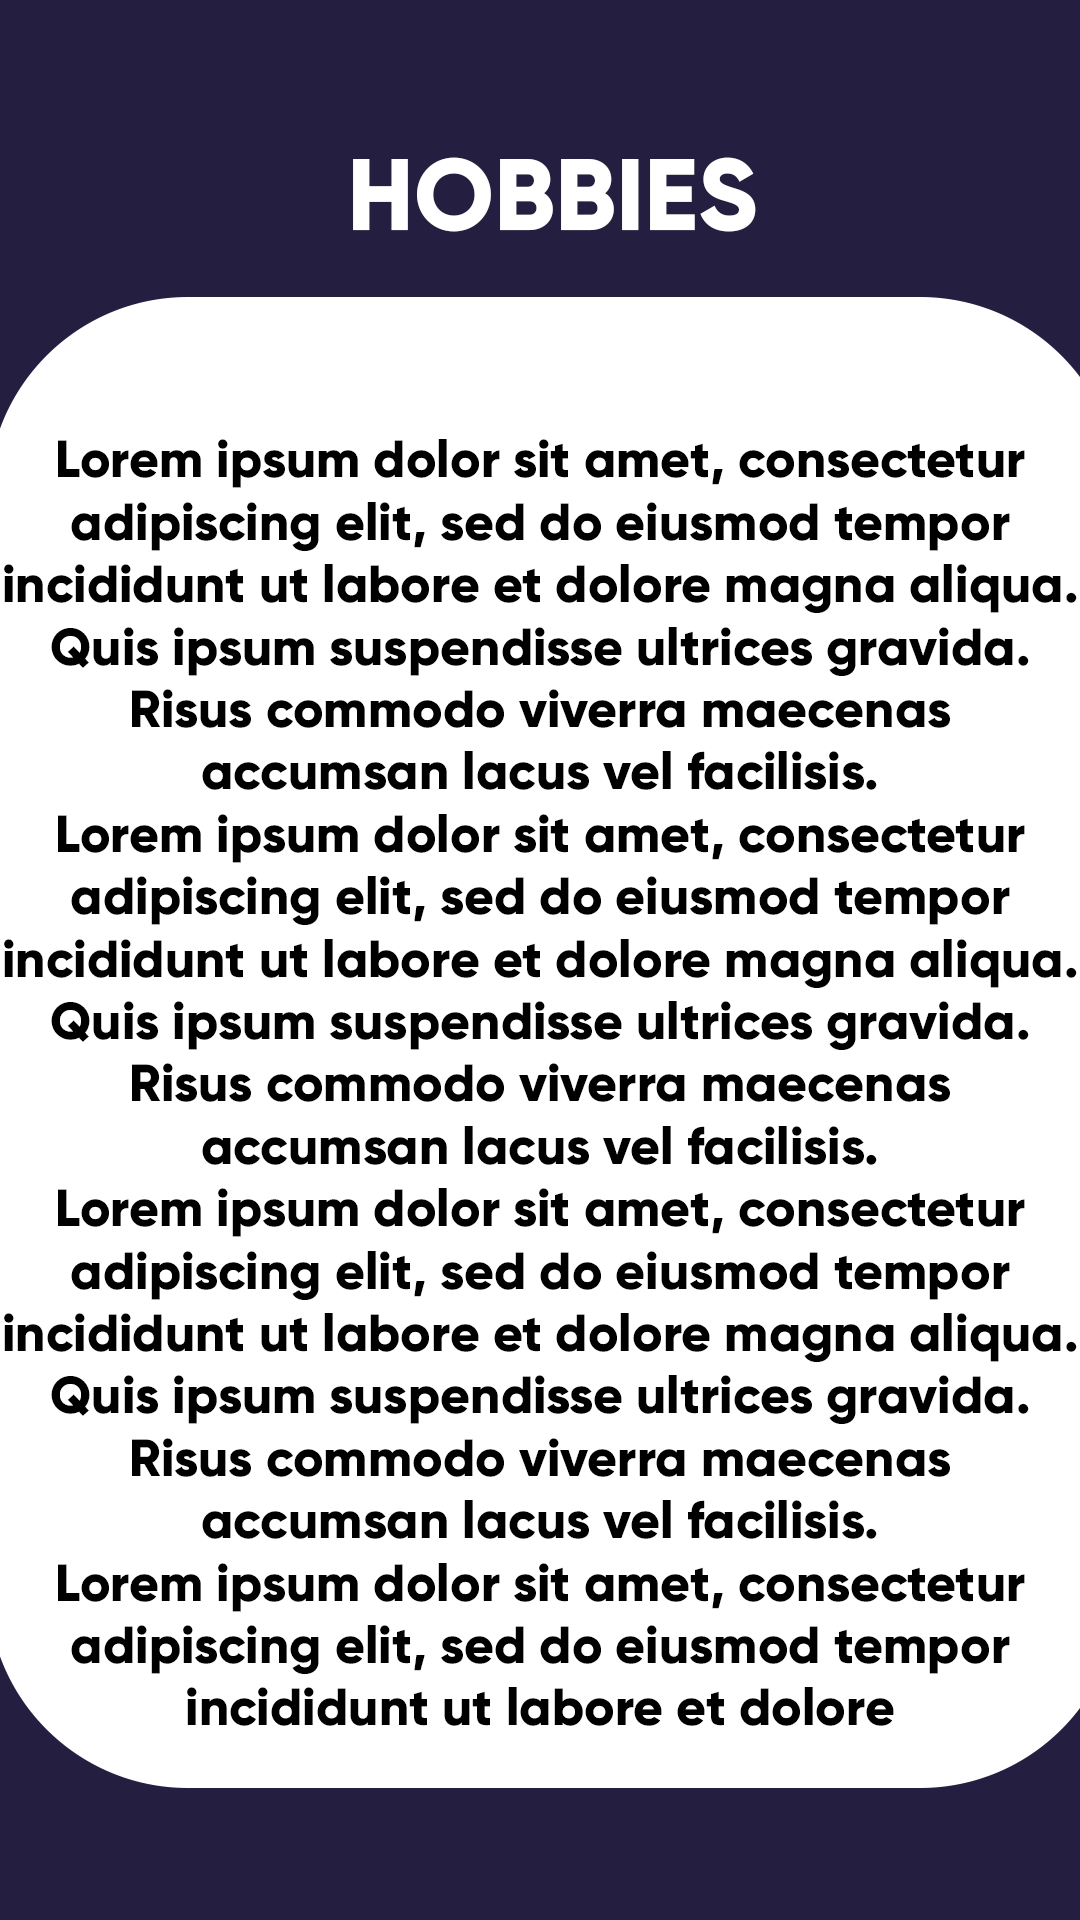 HOBBIES
Lorem ipsum dolor sit amet, consectetur
adipiscing elit, sed do eiusmod tempor
incididunt ut labore et dolore magna aliqua.
Quis ipsum suspendisse ultrices gravida.
Risus commodo viverra maecenas
accumsan lacus vel facilisis.
Lorem ipsum dolor sit amet, consectetur
adipiscing elit, sed do eiusmod tempor
incididunt ut labore et dolore magna aliqua.
Quis ipsum suspendisse ultrices gravida.
Risus commodo viverra maecenas
accumsan lacus vel facilisis.
Lorem ipsum dolor sit amet, consectetur
adipiscing elit, sed do eiusmod tempor
incididunt ut labore et dolore magna aliqua.
Quis ipsum suspendisse ultrices gravida.
Risus commodo viverra maecenas
accumsan lacus vel facilisis.
Lorem ipsum dolor sit amet, consectetur
adipiscing elit, sed do eiusmod tempor
incididunt ut labore et dolore